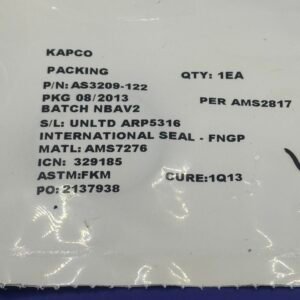 KAPCO
PACKING QTY: 1EA
P/N: AS3209-122
PKG 08/2013 PER AMS2817
BATCH NBAV2
S/L: UNLTD ARP5316
INTERNATIONAL SEAL - FNGP
MATL: AMS7276
ICN: 329185
ASTM:FKM CURE:1Q13
PO: 2137938